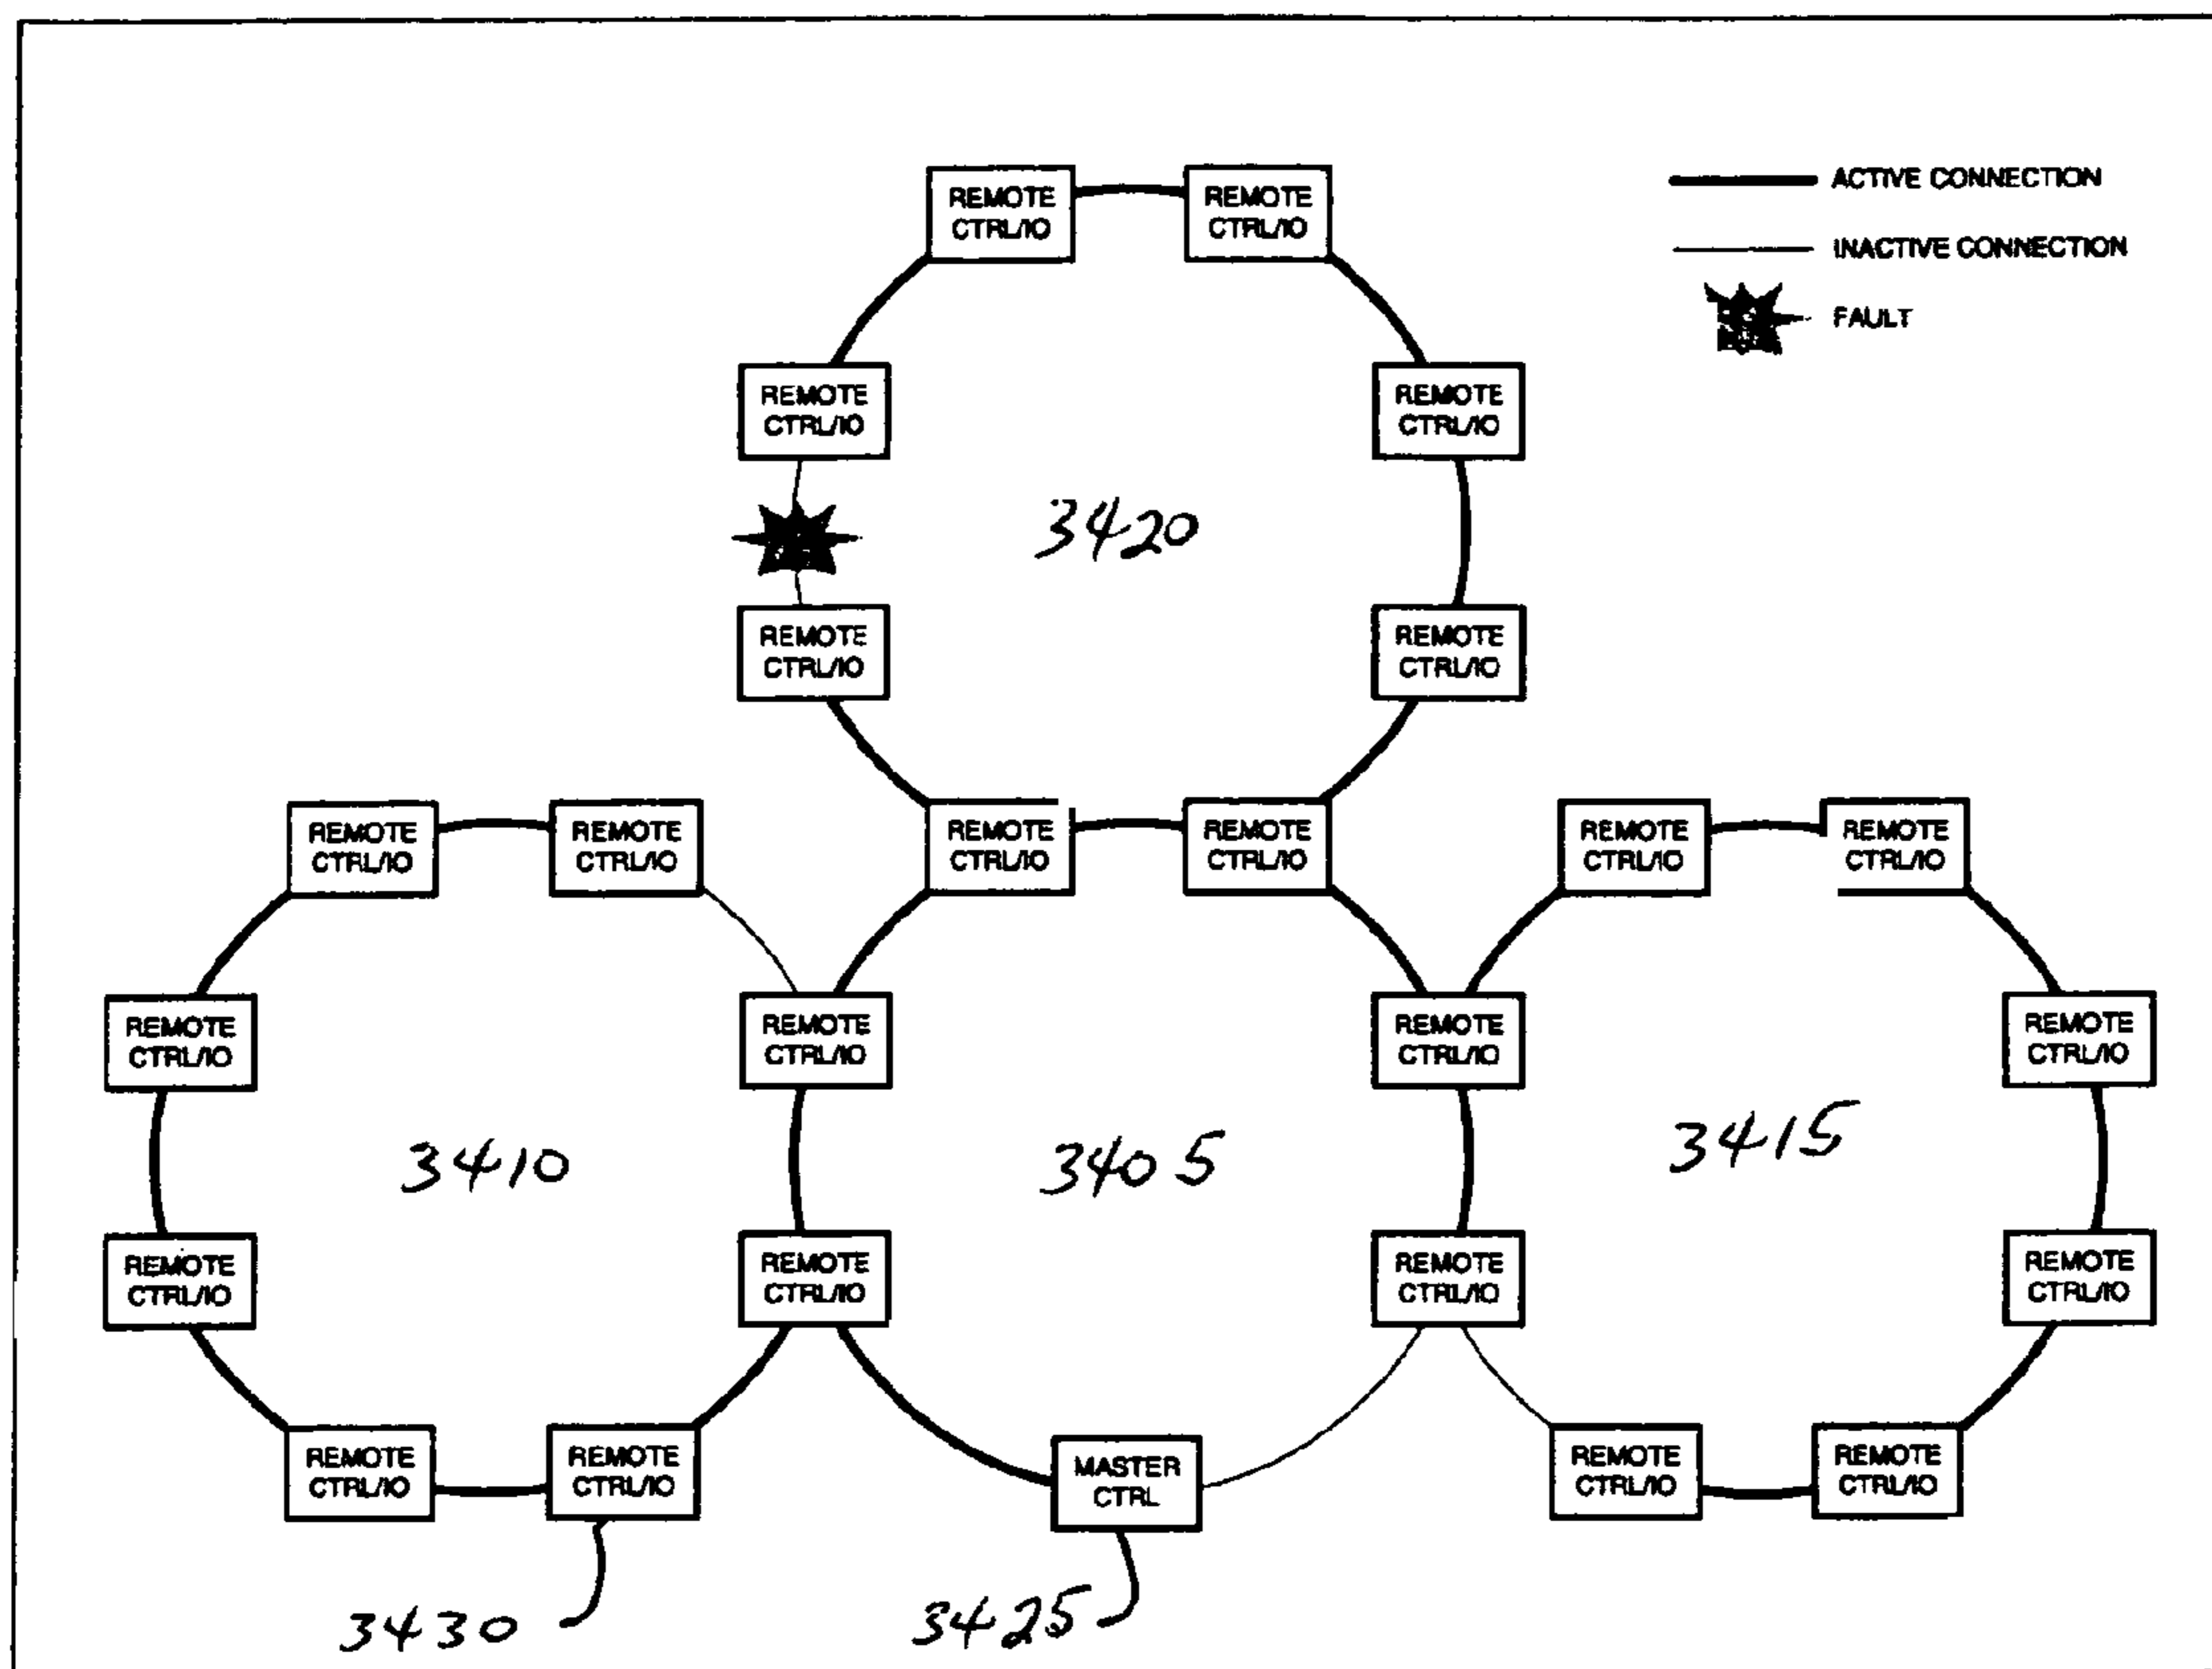 REMOTE
CTRL/IO
REMOTE
CTRL/IO
ACTIVE CONNECTION
INACTIVE CONNECTION
FAULT
REMOTE
CTRL/IO
REMOTE
CTRL/IO
3420
REMOTE
CTRL/IO
REMOTE
CTRL/IO
REMOTE
CTRL/IO
REMOTE
CTRL/IO
REMOTE
CTRL/IO
REMOTE
CTRL/IO
REMOTE
CTRL/IO
REMOTE
CTRL/IO
REMOTE
CTRL/IO
REMOTE
CTRL/IO
REMOTE
CTRL/IO
REMOTE
CTRL/IO
3410
3405
3415
REMOTE
CTRL/IO
REMOTE
CTRL/IO
REMOTE
CTRL/IO
REMOTE
CTRL/IO
REMOTE
CTRL/IO
REMOTE
CTRL/IO
MASTER
CTRL
REMOTE
CTRL/IO
REMOTE
CTRL/IO
3430
3425